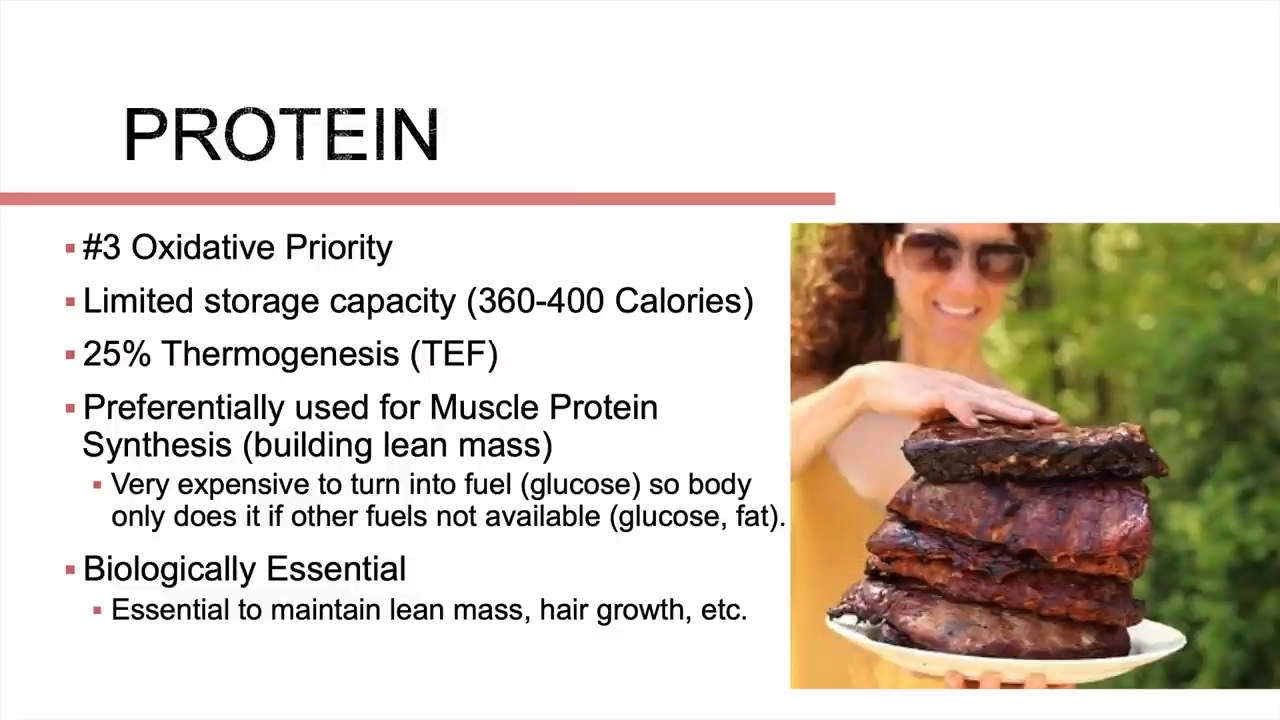 PROTEIN
#3 Oxidative Priority
Limited storage capacity (360-400 Calories)
25% Thermogenesis (TEF)
Preferentially used for Muscle Protein
Synthesis (building lean mass)
Very expensive to turn into fuel (glucose) so body
only does it if other fuels not available (glucose, fat).
Biologically Essential
Essential to maintain lean mass, hair growth, etc.